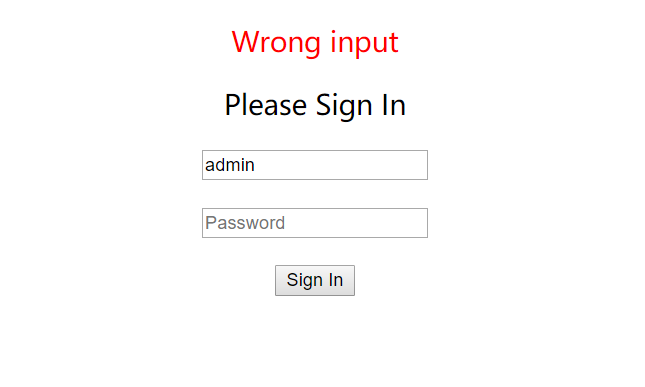 Wrong input
Please Sign In
admin
Password
Sign In